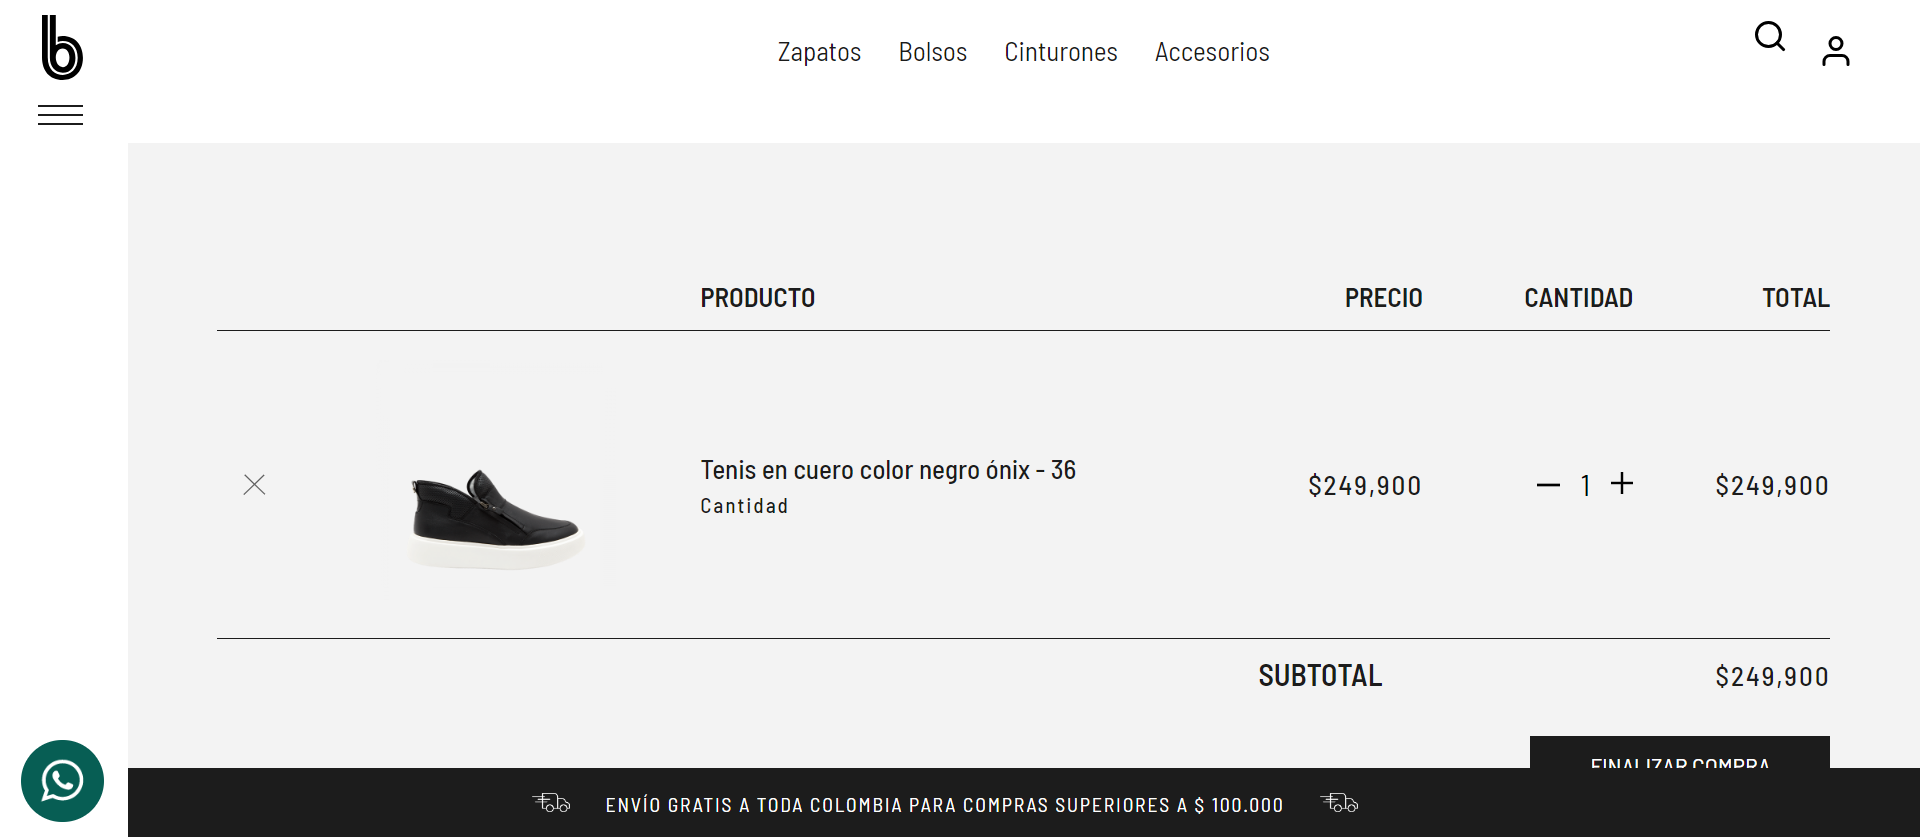 b
Zapatos Bolsos Cinturones Accesorios
PRODUCTO PRECIO CANTIDAD TOTAL
Tenis en cuero color negro ónix - 36
Cantidad
$249,900 1 $249,900
SUBTOTAL $249,900
FINALIZAR COMPRA
ENVÍO GRATIS A TODA COLOMBIA PARA COMPRAS SUPERIORES A $ 100.000